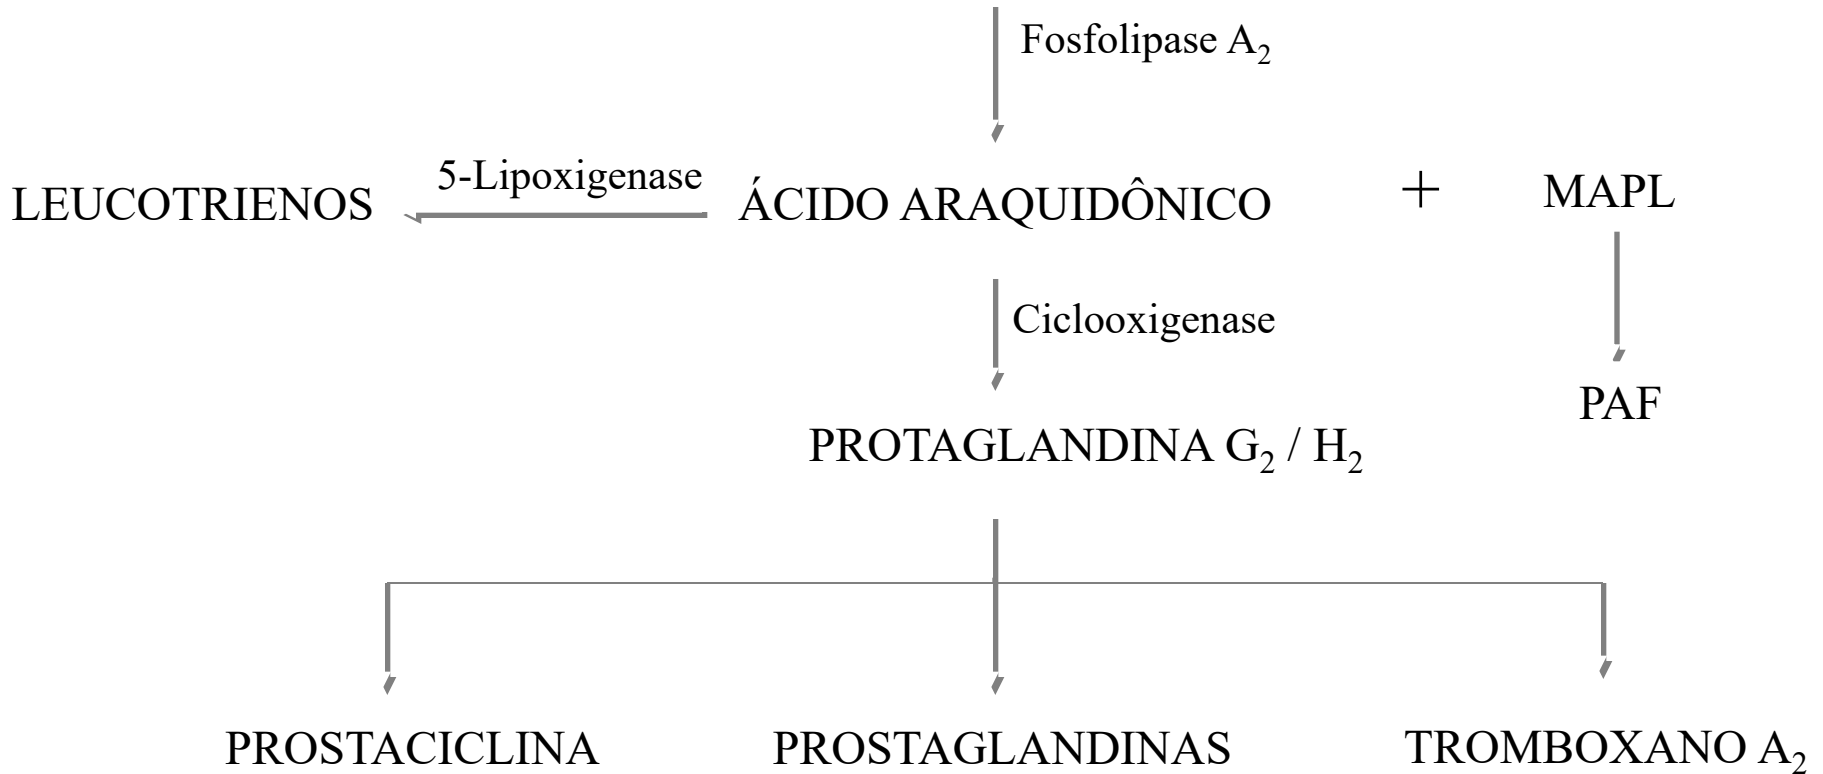 Fosfolipase A₂
LEUCOTRIENOS
5-Lipoxigenase
ÁCIDO ARAQUIDÔNICO
+
MAPL
Ciclooxigenase
PAF
PROTAGLANDINA G₂ / H₂
PROSTACICLINA
PROSTAGLANDINAS
TROMBOXANO A₂